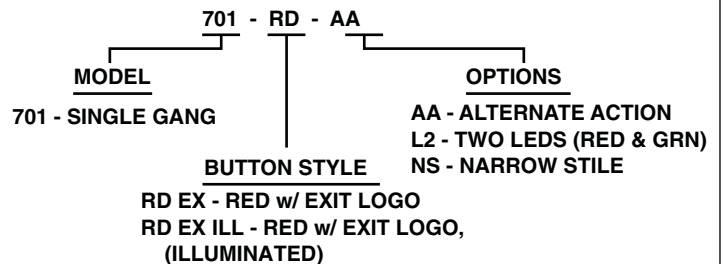 701 - RD - AA
MODEL
701 - SINGLE GANG
OPTIONS
AA - ALTERNATE ACTION
L2 - TWO LEDS (RED & GRN)
NS - NARROW STILE
BUTTON STYLE
RD EX - RED w/ EXIT LOGO
RD EX ILL - RED w/ EXIT LOGO,
(ILLUMINATED)